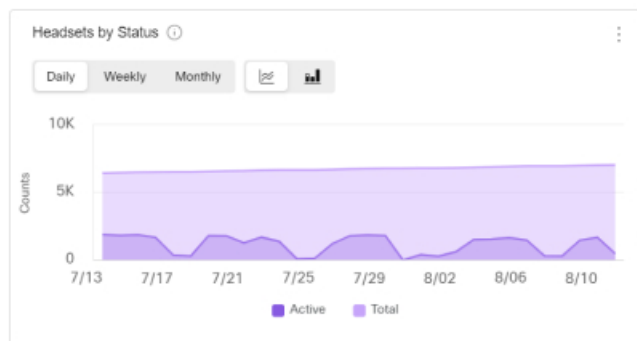 Headsets by Status
Daily Weekly Monthly
10K
5K
0
Counts
7/13 7/17 7/21 7/25 7/29 8/02 8/06 8/10
Active Total